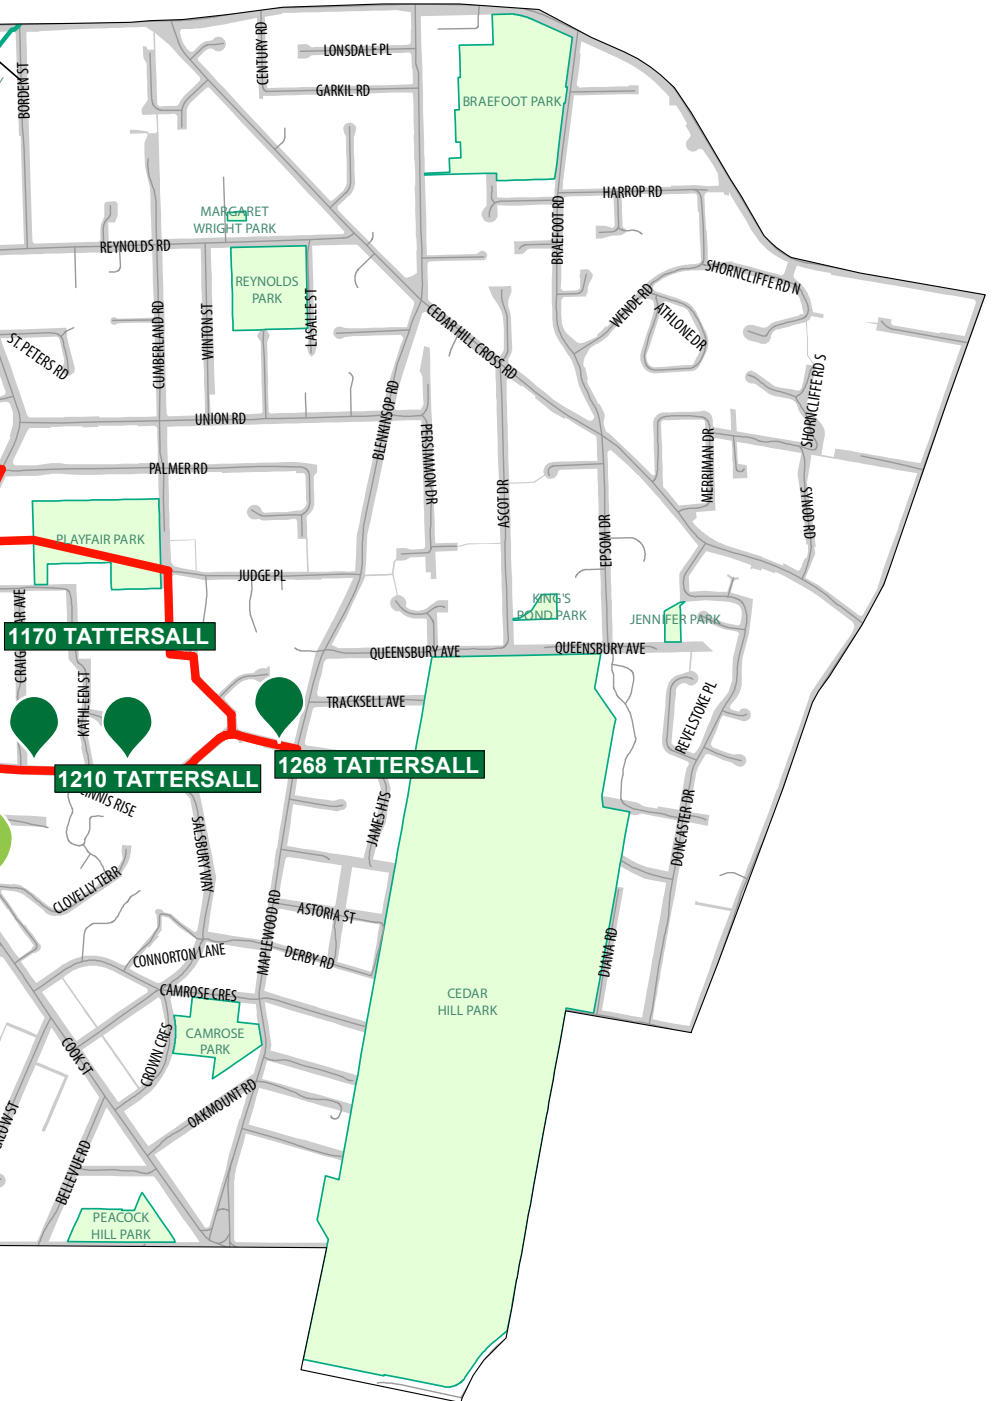 BORDEN ST
CENTURY RD
LONSDALE PL
GARKIL RD
BRAEFOOT PARK
HARROP RD
BRAEFOOT RD
MARGARET
WRIGHT PARK
REYNOLDS RD
REYNOLDS
PARK
LASALLE ST
WINTON ST
CUMBERLAND RD
ST. PETERS RD
SHORNCLIFFE RD N
WENDE RD
ATHLONE DR
CEDAR HILL CROSS RD
SHORNCLIFFE RD S
UNION RD
BLENKINSOP RD
PERSIMMON DR
MERRIMAN DR
PALMER RD
ASCOT DR
SYNOD RD
EPSOM DR
PLAYFAIR PARK
JUDGE PL
KING'S
POND PARK
JENNIFER PARK
1170 TATTERSALL
QUEENSBURY AVE
QUEENSBURY AVE
KATHLEEN ST
TRACKSELL AVE
REVELSTOKE PL
1210 TATTERSALL
1268 TATTERSALL
RISE
JAMES HTS
DONCASTER DR
SALSBURY WAY
CLOVELLY TERR
ASTORIA ST
MAPLEWOOD RD
DERBY RD
CONNORTON LANE
DIANA RD
CAMROSE CRES
CEDAR
HILL PARK
CAMROSE
PARK
CROWN CRES
COOK ST
OAKMOUNT RD
BELLEVUE RD
PEACOCK
HILL PARK